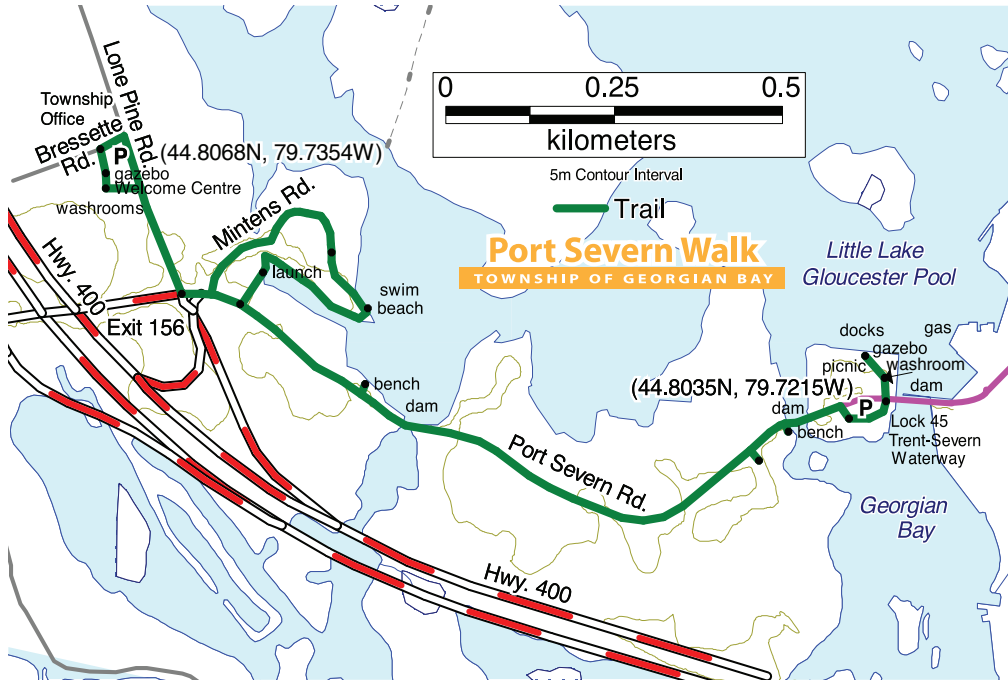 Lone Pine Rd.
Township
Office
Bressette
Rd.
P
(44.8068N, 79.7354W)
gazebo
Welcome Centre
washrooms
0 0.25 0.5
kilometers
5m Contour Interval
Trail
Port Severn Walk
TOWNSHIP OF GEORGIAN BAY
Mintens Rd.
launch
swim
beach
Hwy. 400
Exit 156
Little Lake
Gloucester Pool
docks
gas
gazebo
picnic
washroom
(44.8035N, 79.7215W)
dam
P
bench
dam
dam
bench
Lock 45
Trent-Severn
Waterway
Port Severn Rd.
Georgian
Bay
Hwy. 400